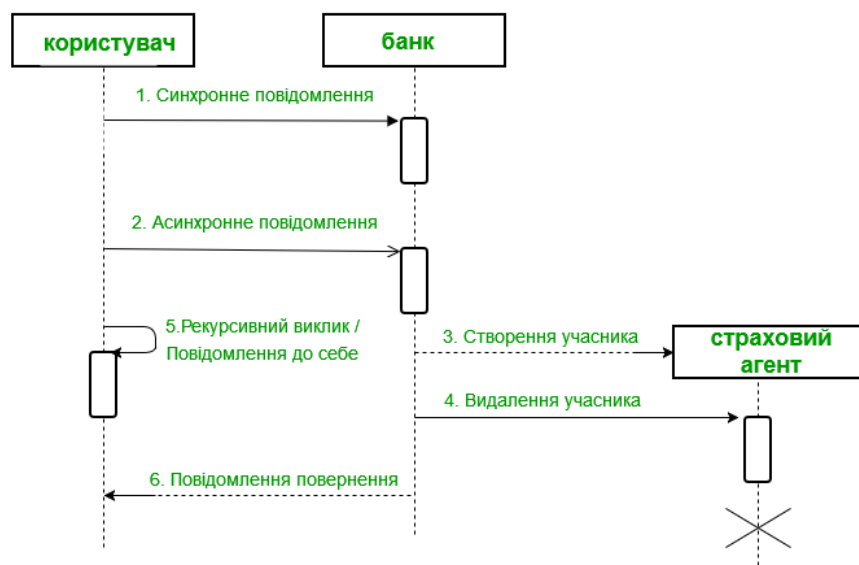 користувач
банк
1. Синхронне повідомлення
2. Асинхронне повідомлення
5.Рекурсивний виклик /
Повідомлення до себе
3. Створення учасника
страховий
агент
4. Видалення учасника
6. Повідомлення повернення